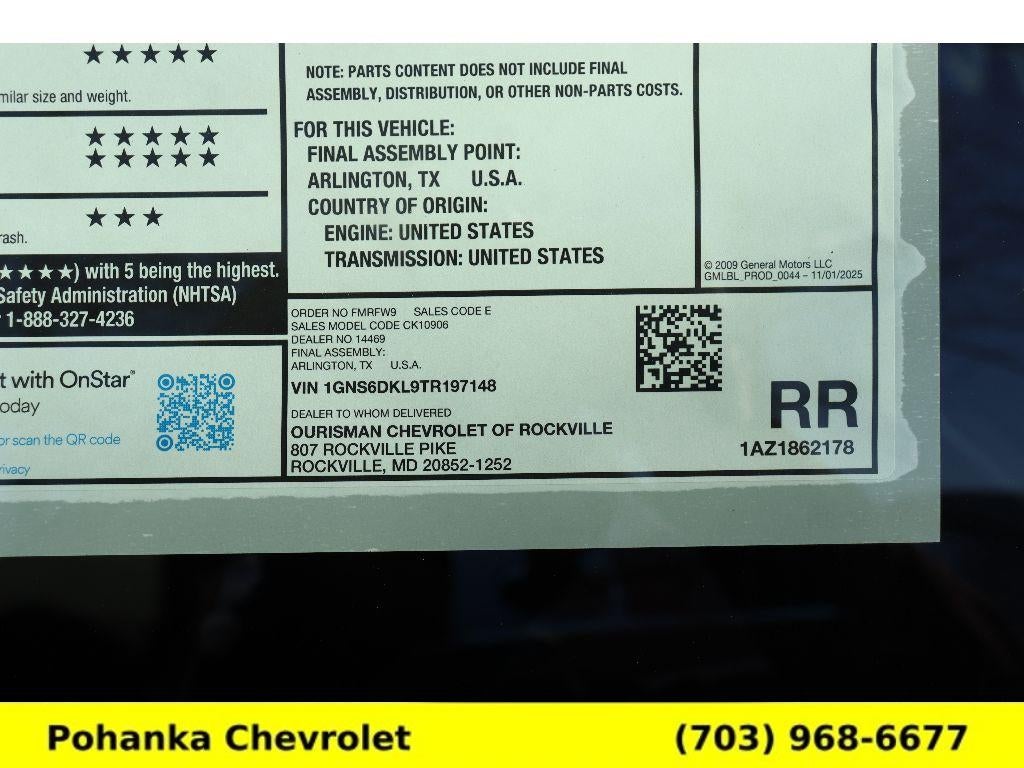 ★★★★★
milar size and weight.
★★★★★
★★★★★
★★★
rash.
★★★★) with 5 being the highest.
Safety Administration (NHTSA)
1-888-327-4236
t with OnStar®
oday
or scan the QR code
rivacy
NOTE: PARTS CONTENT DOES NOT INCLUDE FINAL
ASSEMBLY, DISTRIBUTION, OR OTHER NON-PARTS COSTS.
FOR THIS VEHICLE:
FINAL ASSEMBLY POINT:
ARLINGTON, TX U.S.A.
COUNTRY OF ORIGIN:
ENGINE: UNITED STATES
TRANSMISSION: UNITED STATES
© 2009 General Motors LLC
GMLBL_PROD_0044 – 11/01/2025
ORDER NO FMRFW9 SALES CODE E
SALES MODEL CODE CK10906
DEALER NO 14469
FINAL ASSEMBLY:
ARLINGTON, TX U.S.A.
VIN 1GNS6DKL9TR197148
DEALER TO WHOM DELIVERED
OURISMAN CHEVROLET OF ROCKVILLE
807 ROCKVILLE PIKE
ROCKVILLE, MD 20852-1252
RR
1AZ1862178
Pohanka Chevrolet (703) 968-6677